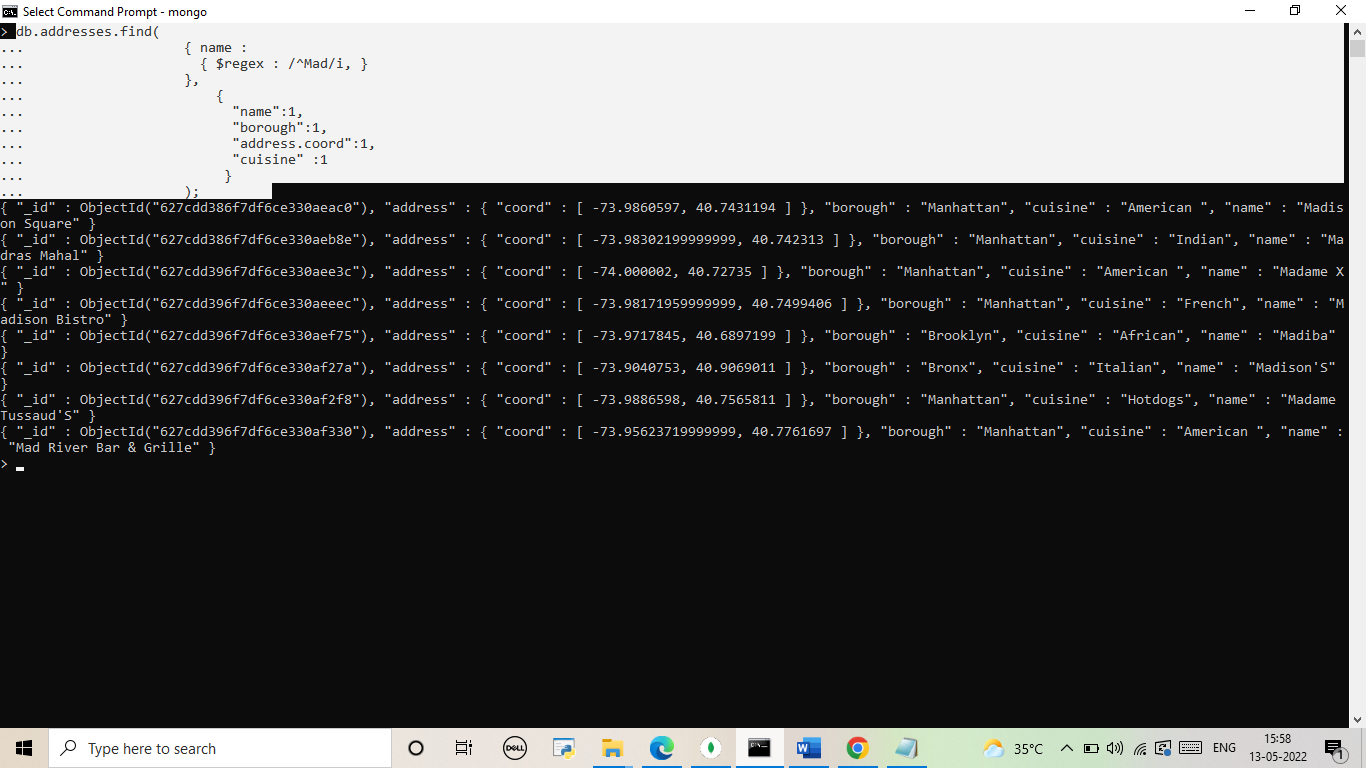 Select Command Prompt - mongo
> db.addresses.find(
... { name :
... { $regex : /^Mad/i, }
... },
... {
... "name":1,
... "borough":1,
... "address.coord":1,
... "cuisine" :1
... }
... );
{ "_id" : ObjectId("627cdd386f7df6ce330aeac0"), "address" : { "coord" : [ -73.9860597, 40.7431194 ] }, "borough" : "Manhattan", "cuisine" : "American ", "name" : "Madis
on Square" }
{ "_id" : ObjectId("627cdd386f7df6ce330aeb8e"), "address" : { "coord" : [ -73.98302199999999, 40.742313 ] }, "borough" : "Manhattan", "cuisine" : "Indian", "name" : "Ma
dras Mahal" }
{ "_id" : ObjectId("627cdd396f7df6ce330aee3c"), "address" : { "coord" : [ -74.000002, 40.72735 ] }, "borough" : "Manhattan", "cuisine" : "American ", "name" : "Madame X
" }
{ "_id" : ObjectId("627cdd396f7df6ce330aeeec"), "address" : { "coord" : [ -73.98171959999999, 40.7499406 ] }, "borough" : "Manhattan", "cuisine" : "French", "name" : "M
adison Bistro" }
{ "_id" : ObjectId("627cdd396f7df6ce330aef75"), "address" : { "coord" : [ -73.9717845, 40.6897199 ] }, "borough" : "Brooklyn", "cuisine" : "African", "name" : "Madiba"
}
{ "_id" : ObjectId("627cdd396f7df6ce330af27a"), "address" : { "coord" : [ -73.9040753, 40.9069011 ] }, "borough" : "Bronx", "cuisine" : "Italian", "name" : "Madison'S"
}
{ "_id" : ObjectId("627cdd396f7df6ce330af2f8"), "address" : { "coord" : [ -73.9886598, 40.7565811 ] }, "borough" : "Manhattan", "cuisine" : "Hotdogs", "name" : "Madame
Tussaud'S" }
{ "_id" : ObjectId("627cdd396f7df6ce330af330"), "address" : { "coord" : [ -73.95623719999999, 40.7761697 ] }, "borough" : "Manhattan", "cuisine" : "American ", "name" :
"Mad River Bar & Grille" }
>
Type here to search
DELL
35°C
ENG
15:58
13-05-2022
1